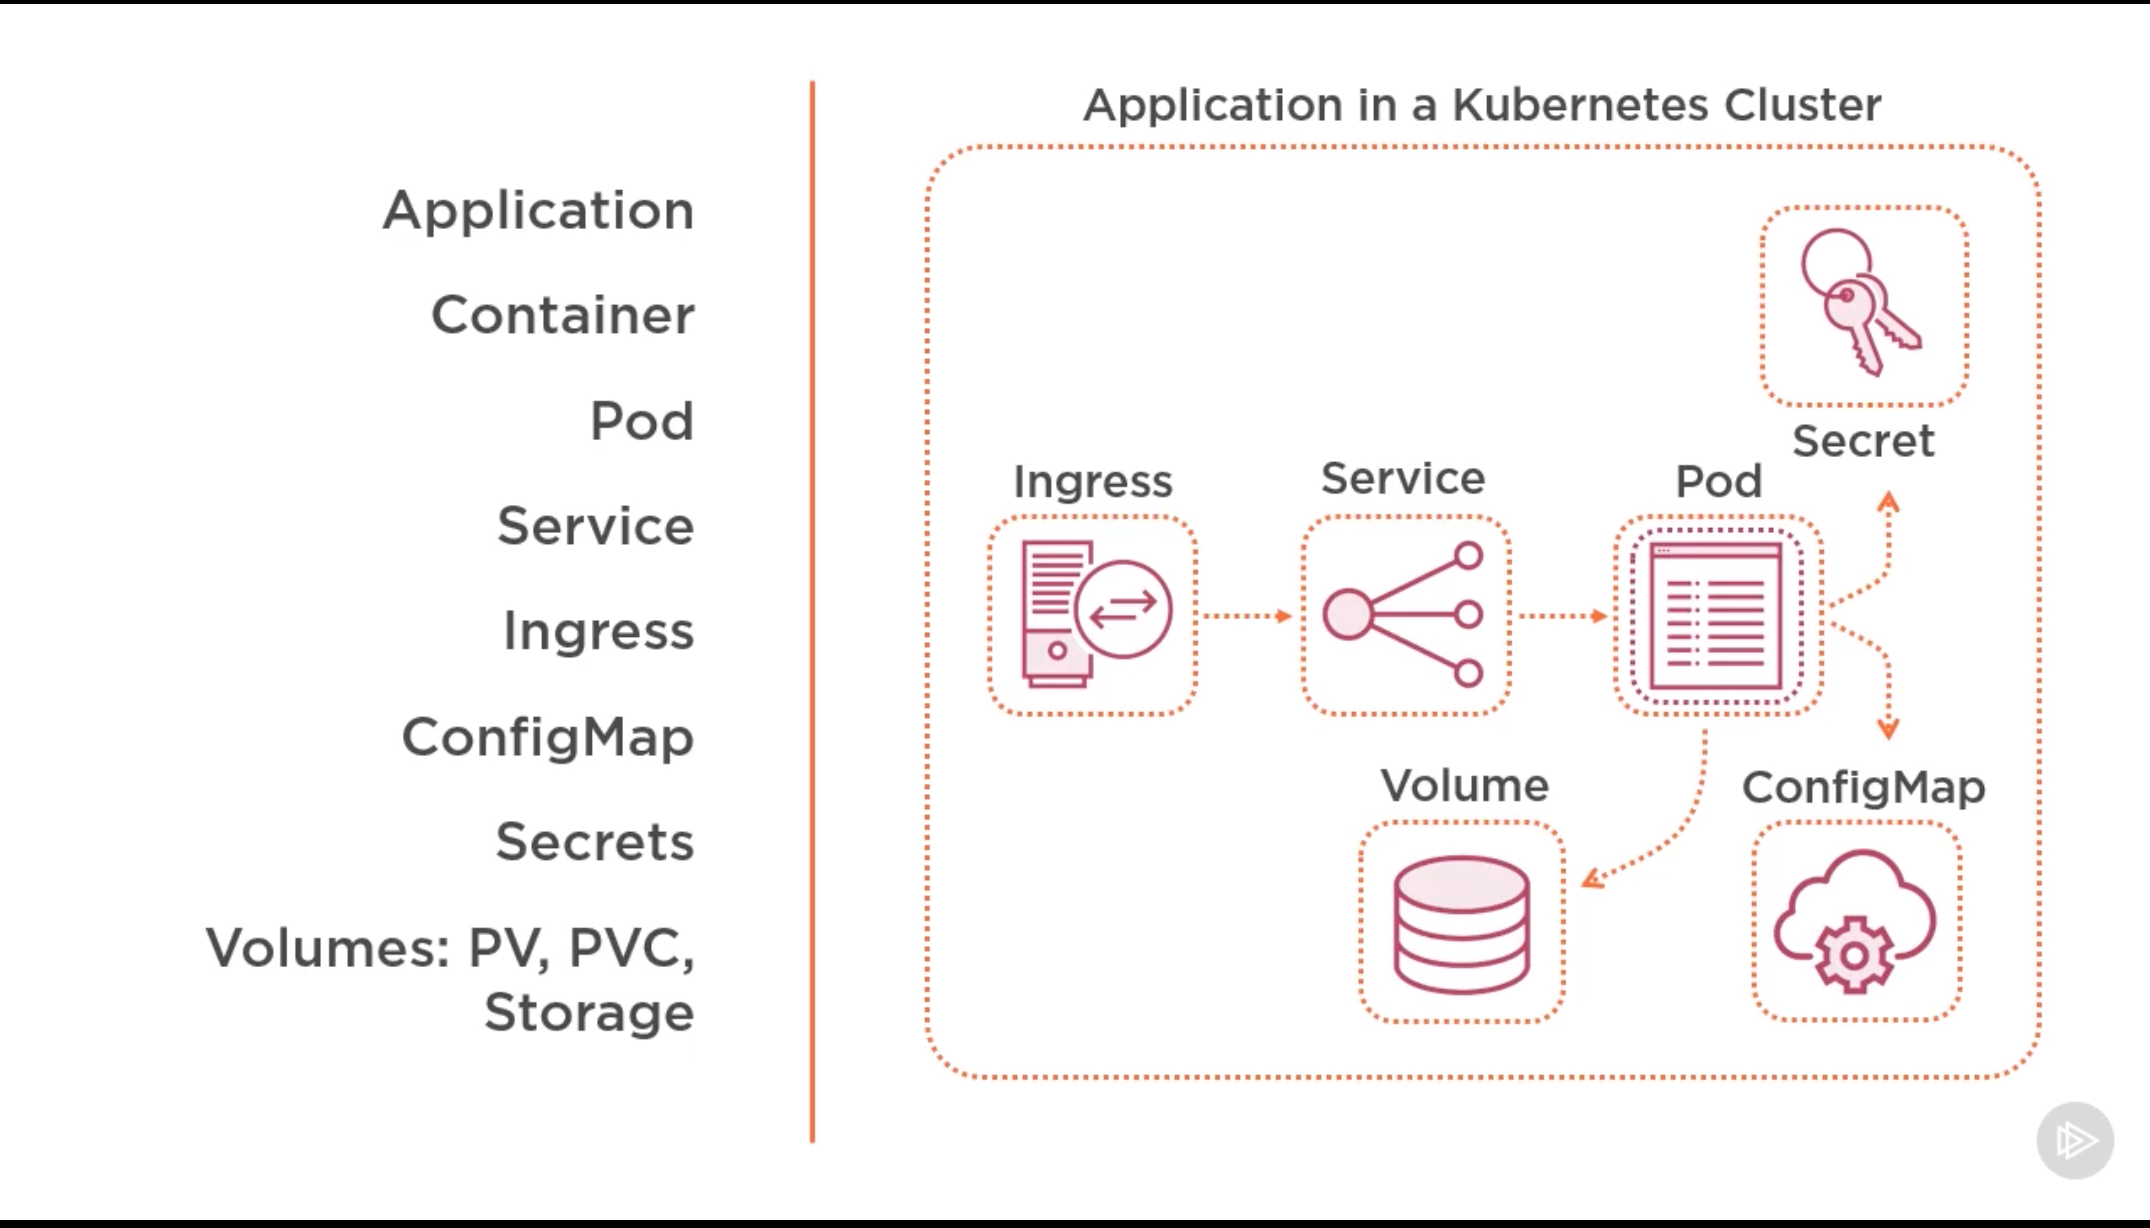 Application
Container
Pod
Service
Ingress
ConfigMap
Secrets
Volumes: PV, PVC,
Storage
Application in a Kubernetes Cluster
Secret
Ingress
Service
Pod
Volume
ConfigMap